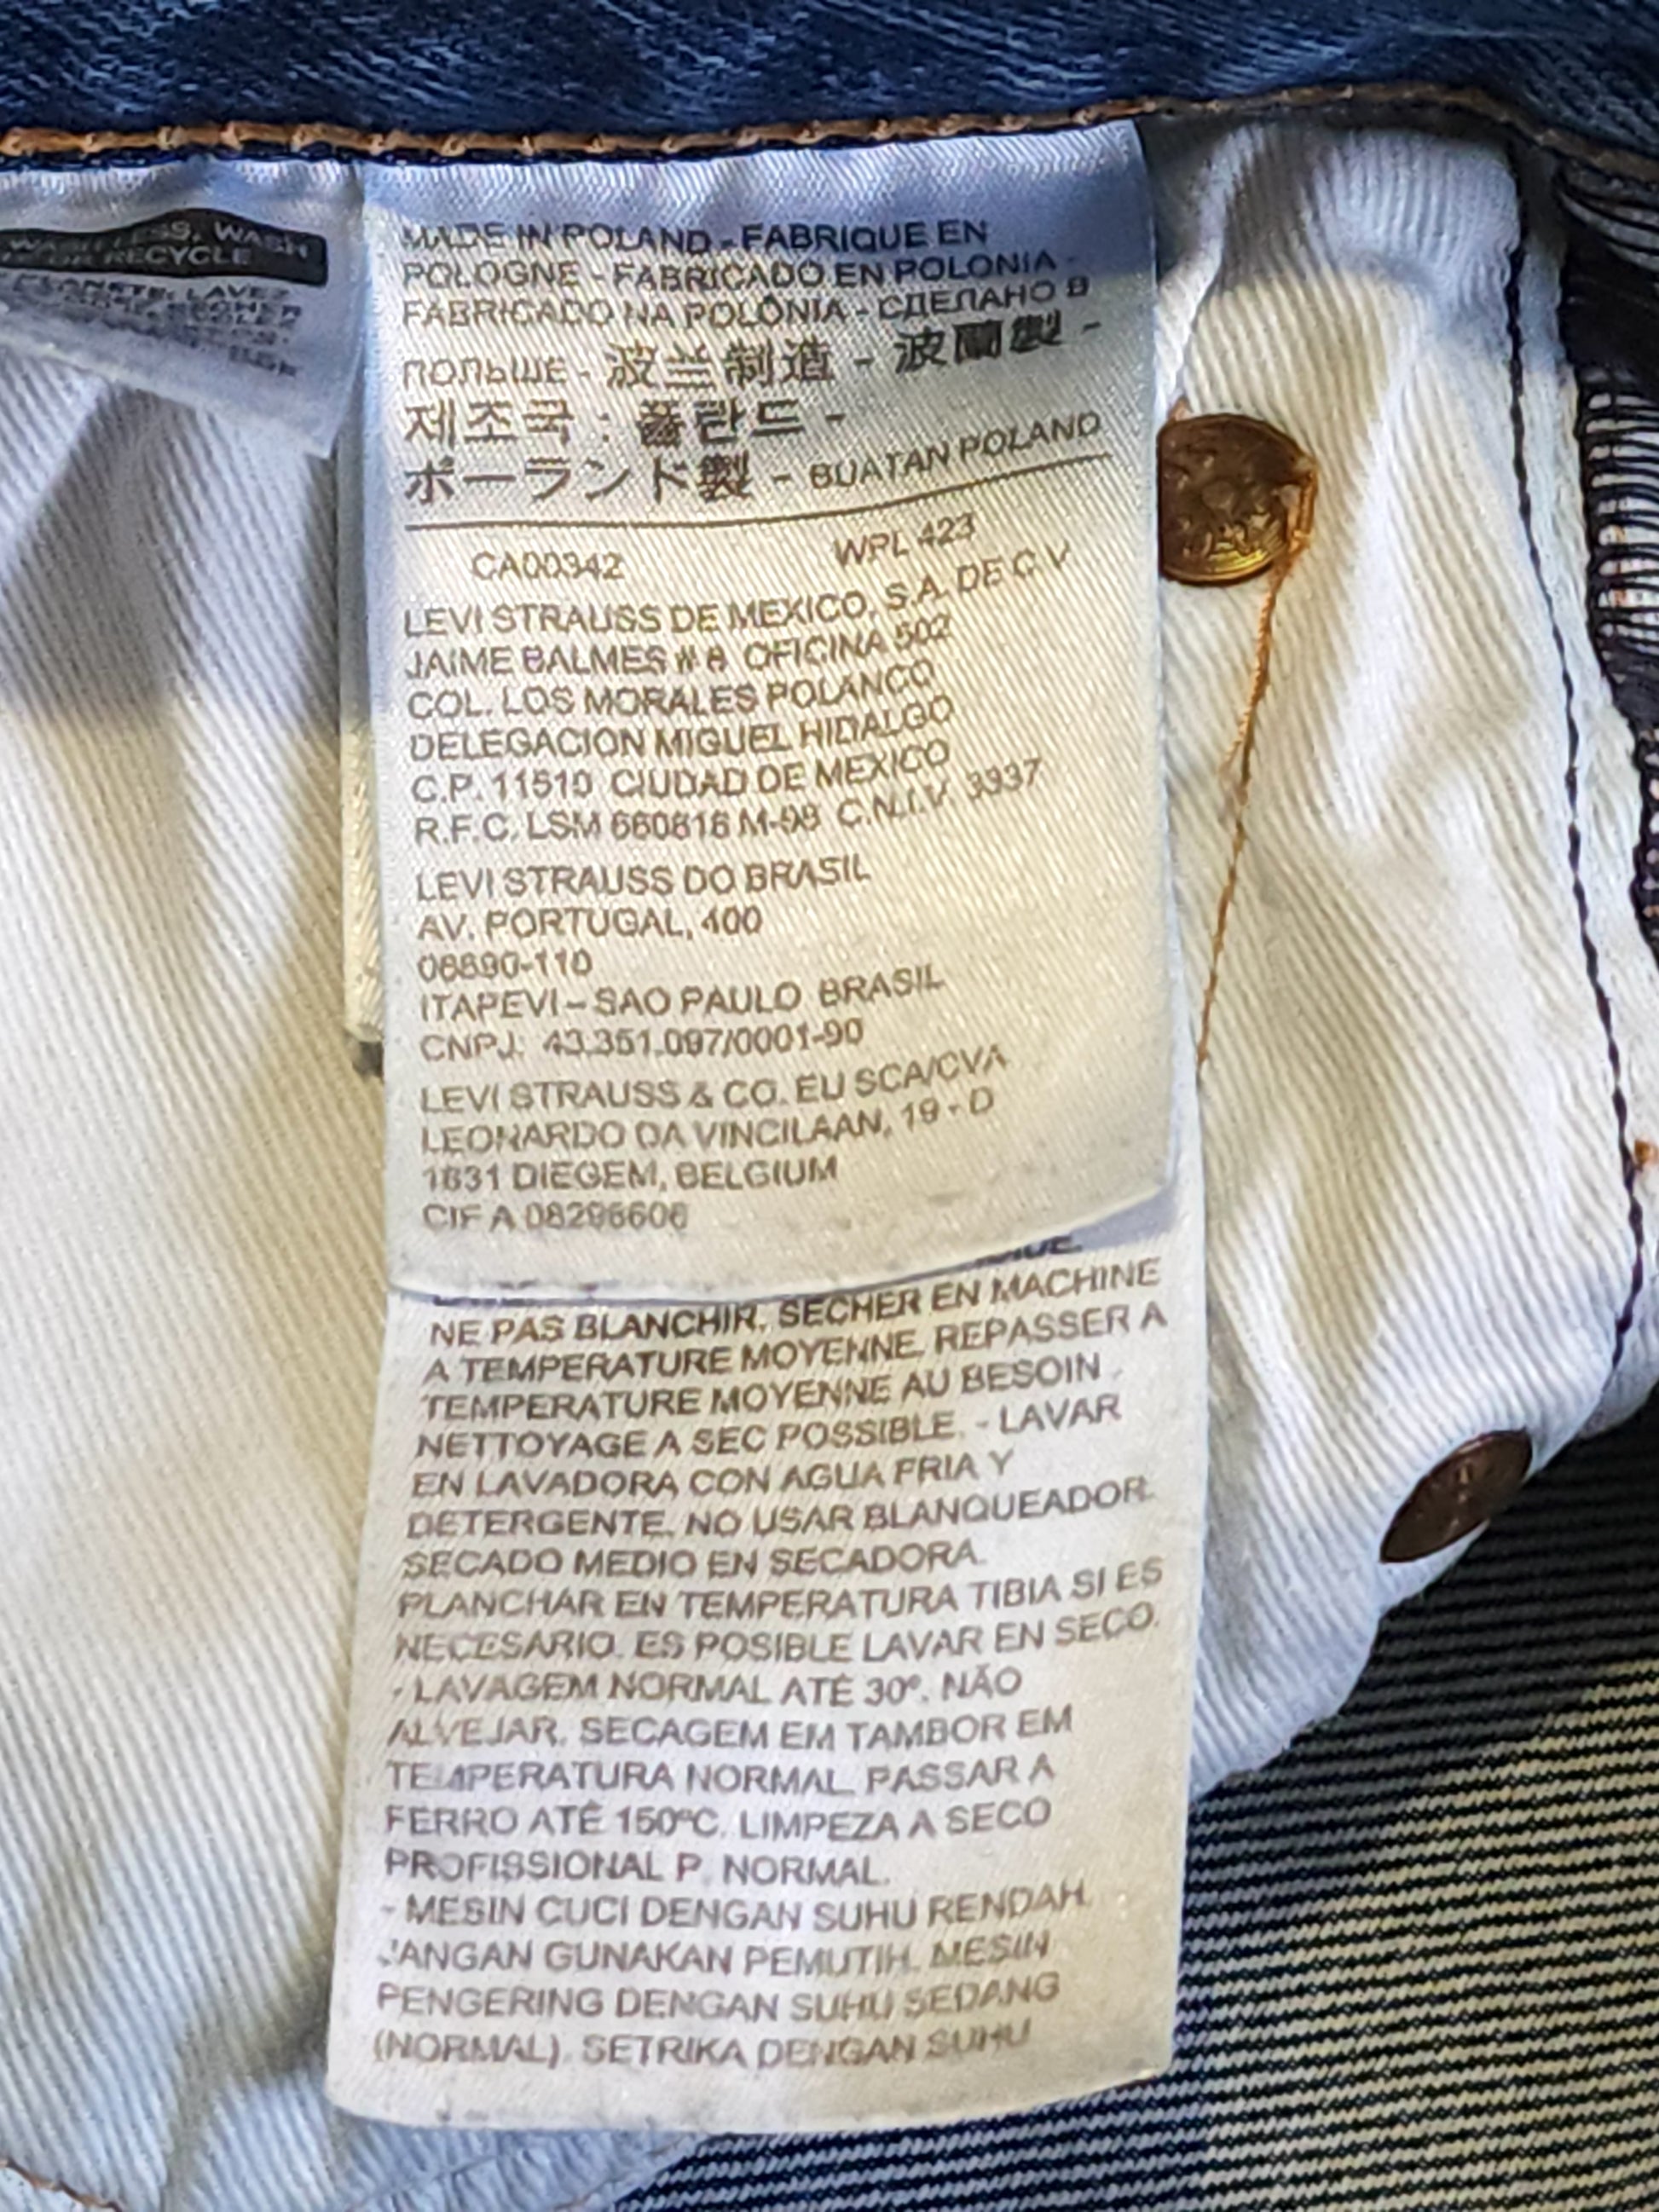 WASH LESS, WASH
OR RECYCLE
PLANETE: LAVEZ
MADE IN POLAND - FABRIQUE EN
POLOGNE - FABRICADO EN POLONIA -
FABRICADO NA POLÔNIA - СДЕЛАНО В
ПОЛЬШЕ - 波兰制造 - 波蘭製 -
제조국 : 폴란드 -
ポーランド製 - BUATAN POLAND
CA00342 WPL 423
LEVI STRAUSS DE MEXICO, S.A. DE C V
JAIME BALMES # 8 OFICINA 502
COL. LOS MORALES POLANCO
DELEGACION MIGUEL HIDALGO
C.P. 11510 CIUDAD DE MEXICO
R.F.C. LSM 660816 M-98 C.N.I.V 3337
LEVI STRAUSS DO BRASIL
AV. PORTUGAL, 400
06690-110
ITAPEVI – SAO PAULO BRASIL
CNPJ: 43.351.097/0001-90
LEVI STRAUSS & CO. EU SCA/CVA
LEONARDO DA VINCILAAN, 19 - D
1831 DIEGEM, BELGIUM
CIF A 08296606
NE PAS BLANCHIR. SECHER EN MACHINE
A TEMPERATURE MOYENNE. REPASSER A
TEMPERATURE MOYENNE AU BESOIN .
NETTOYAGE A SEC POSSIBLE. - LAVAR
EN LAVADORA CON AGUA FRIA Y
DETERGENTE. NO USAR BLANQUEADOR.
SECADO MEDIO EN SECADORA.
PLANCHAR EN TEMPERATURA TIBIA SI ES
NECESARIO. ES POSIBLE LAVAR EN SECO.
- LAVAGEM NORMAL ATÉ 30º. NÃO
ALVEJAR. SECAGEM EM TAMBOR EM
TEMPERATURA NORMAL. PASSAR A
FERRO ATÉ 150ºC. LIMPEZA A SECO
PROFISSIONAL P. NORMAL.
- MESIN CUCI DENGAN SUHU RENDAH.
JANGAN GUNAKAN PEMUTIH. MESIN
PENGERING DENGAN SUHU SEDANG
(NORMAL). SETRIKA DENGAN SUHU